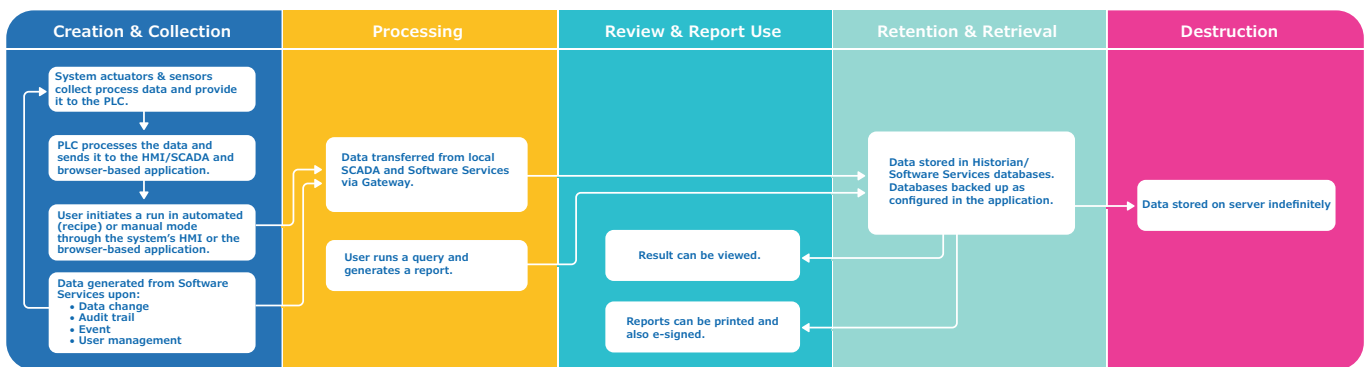 Creation & Collection
Processing
Review & Report Use
Retention & Retrieval
Destruction
System actuators & sensors
collect process data and provide
it to the PLC.
PLC processes the data and
sends it to the HMI/SCADA and
browser-based application.
User initiates a run in automated
(recipe) or manual mode
through the system’s HMI or the
browser-based application.
Data generated from Software
Services upon:
• Data change
• Audit trail
• Event
• User management
Data transferred from local
SCADA and Software Services
via Gateway.
User runs a query and
generates a report.
Result can be viewed.
Reports can be printed and
also e-signed.
Data stored in Historian/
Software Services databases.
Databases backed up as
configured in the application.
Data stored on server indefinitely